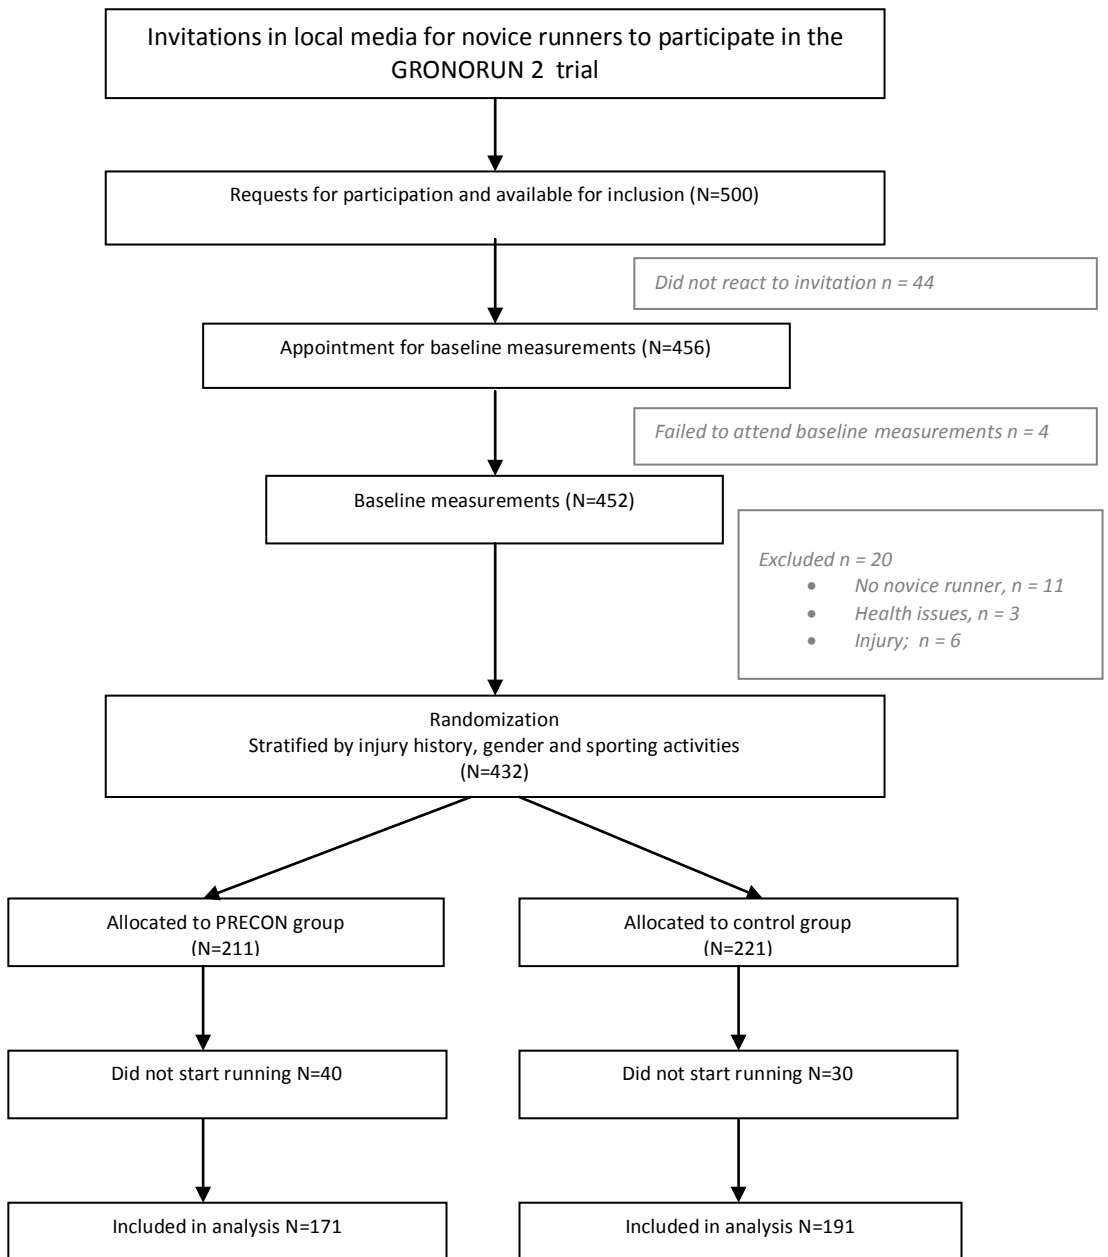 Invitations in local media for novice runners to participate in the
GRONORUN 2 trial
Requests for participation and available for inclusion (N=500)
Did not react to invitation n = 44
Appointment for baseline measurements (N=456)
Failed to attend baseline measurements n = 4
Baseline measurements (N=452)
Excluded n = 20
• No novice runner, n = 11
• Health issues, n = 3
• Injury; n = 6
Randomization
Stratified by injury history, gender and sporting activities
(N=432)
Allocated to PRECON group
(N=211)
Allocated to control group
(N=221)
Did not start running N=40
Did not start running N=30
Included in analysis N=171
Included in analysis N=191